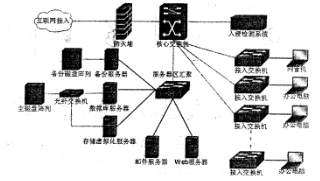 互联网接入
防火墙
核心交换机
入侵检测系统
备份磁盘阵列
备份服务器
服务器区汇聚
接入交换机
网管机
主磁盘阵列
光纤交换机
数据库服务器
接入交换机
办公电脑
存储虚拟化服务器
接入交换机
办公电脑
邮件服务器
Web服务器
接入交换机
办公电脑